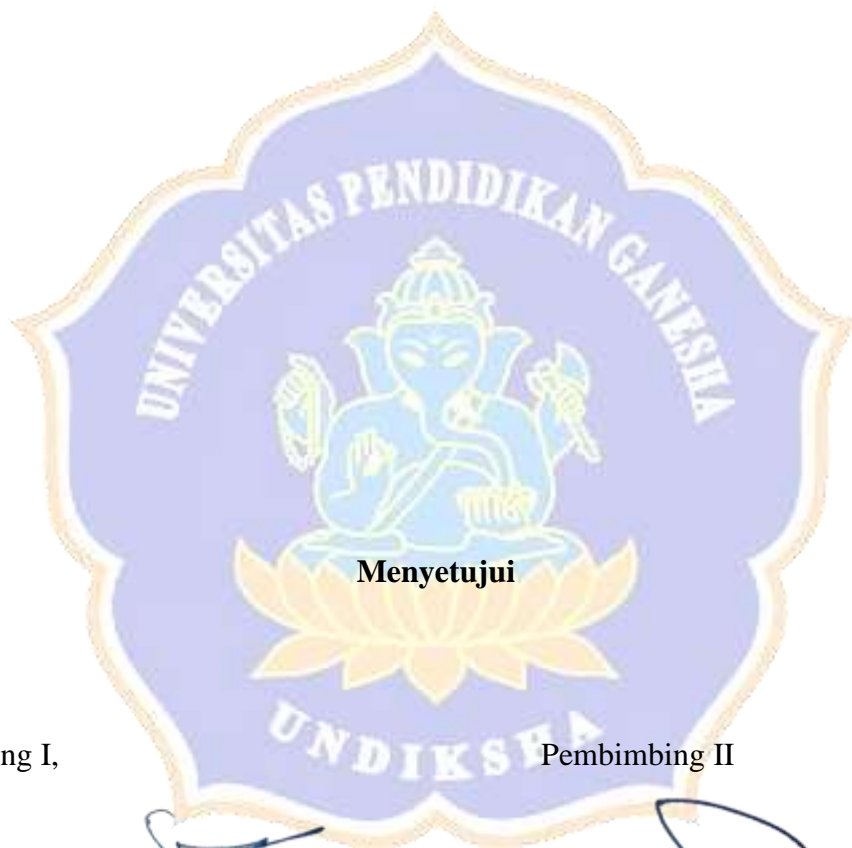 UNIVERSITAS PENDIDIKAN GANESHA
Menyetujui
UNDIKSHA
ng I,
Pembimbing II